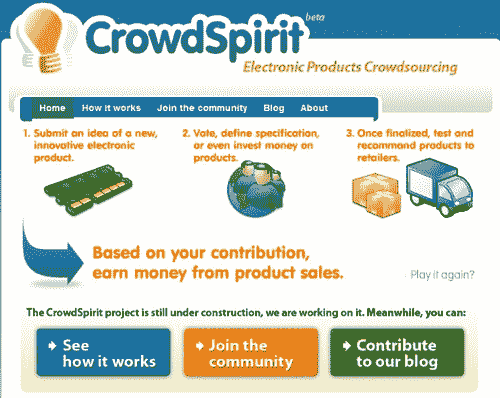 CrowdSpirit beta
Electronic Products Crowdsourcing
Home How it works Join the community Blog About
1. Submit an idea of a new,
innovative electronic
product.
2. Vote, define specification,
or even invest money on
products.
3. Once finalized, test and
recommand products to
retailers.
Based on your contribution,
earn money from product sales.
Play it again?
The CrowdSpirit project is still under construction, we are working on it. Meanwhile, you can:
See
how it works
Join the
community
Contribute
to our blog